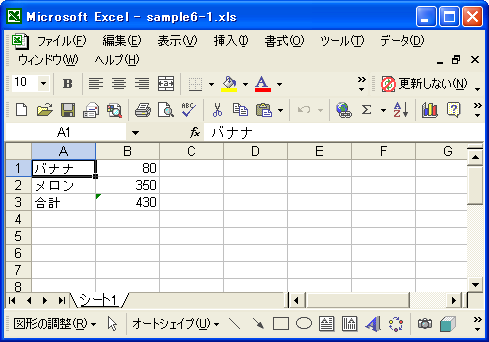 Microsoft Excel - sample6-1.xls
ファイル(F) 編集(E) 表示(V) 挿入(I) 書式(O) ツール(T) データ(D)
ウィンドウ(W) ヘルプ(H)
10 B A 更新しない(N)
A1 fx バナナ
A B C D E F G
1 バナナ 80
2 メロン 350
3 合計 430
4
5
6
7
8
シート1
図形の調整(R) オートシェイプ(U)